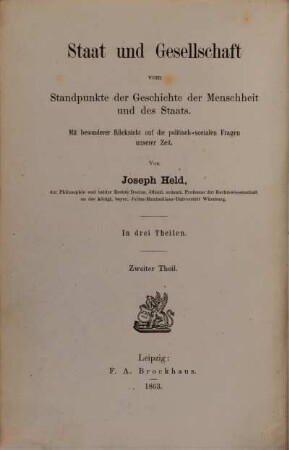 Staat und Gesellschaft
vom
Standpunkte der Geschichte der Menschheit
und des Staats.
Mit besonderer Rücksicht auf die politisch-socialen Fragen
unserer Zeit.
Von
Joseph Held,
der Philosophie und beider Rechte Doctor, öffentl. ordentl. Professor der Rechtswissenschaft
an der königl. bayer. Julius-Maximilians-Universität Würzburg.
In drei Theilen.
Zweiter Theil.
Leipzig:
F. A. Brockhaus.
1863.